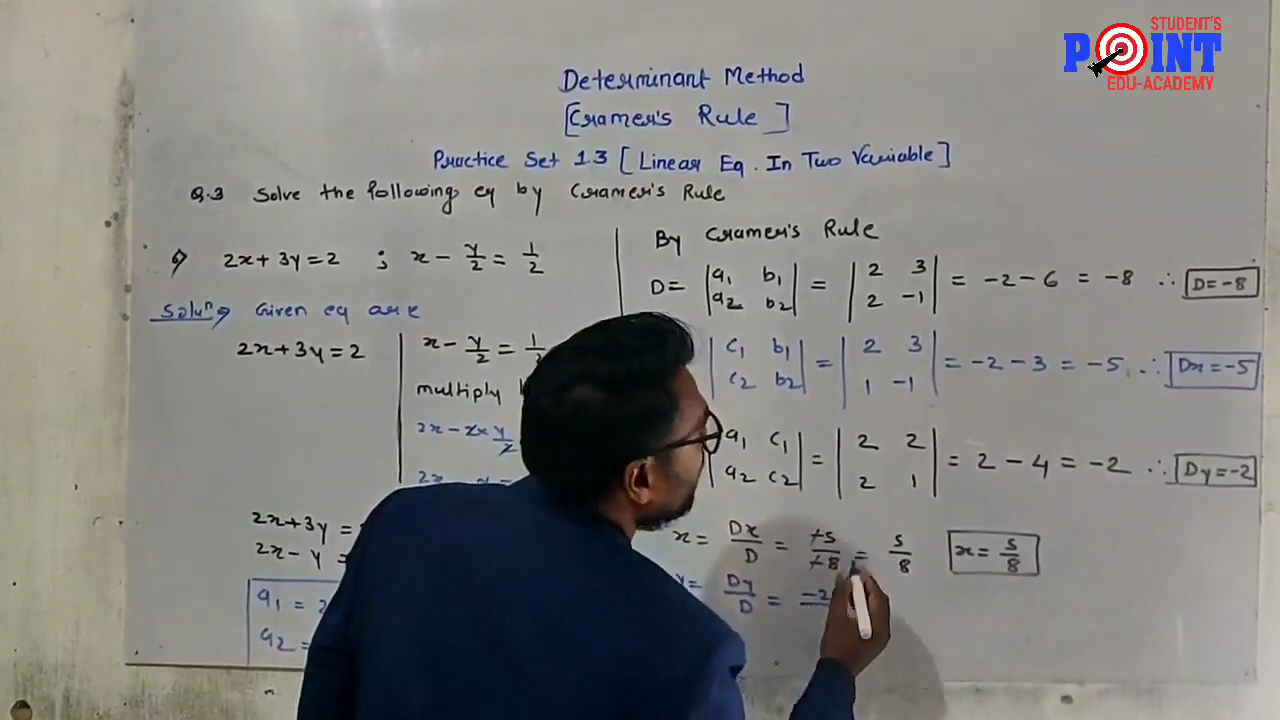 STUDENT'S
POINT
EDU-ACADEMY
Determinant Method
[Cramer's Rule]
Practice Set 1.3 [Linear Eq. In Two Variable]
Q.3 Solve the following eq by Cramer's Rule
2x+3y=2 ; x - y/2 = 1/2
Soluⁿ Given eq are
2x+3y=2
x - y/2 = 1/
multiply
2x - 2 x y/2
2x+3y =
2x - y =
a₁ = 2
a₂ =
By Cramer's Rule
D = |a₁ b₁| = |2 3| = -2-6 = -8 ∴ D=-8
|a₂ b₂| |2 -1|
|c₁ b₁| = |2 3| = -2-3 = -5 ∴ Dx=-5
|c₂ b₂| |1 -1|
|a₁ c₁| = |2 2| = 2-4 = -2 ∴ Dy=-2
|a₂ c₂| |2 1|
x = Dx/D = -5/-8 = 5/8 x = 5/8
y = Dy/D = -2